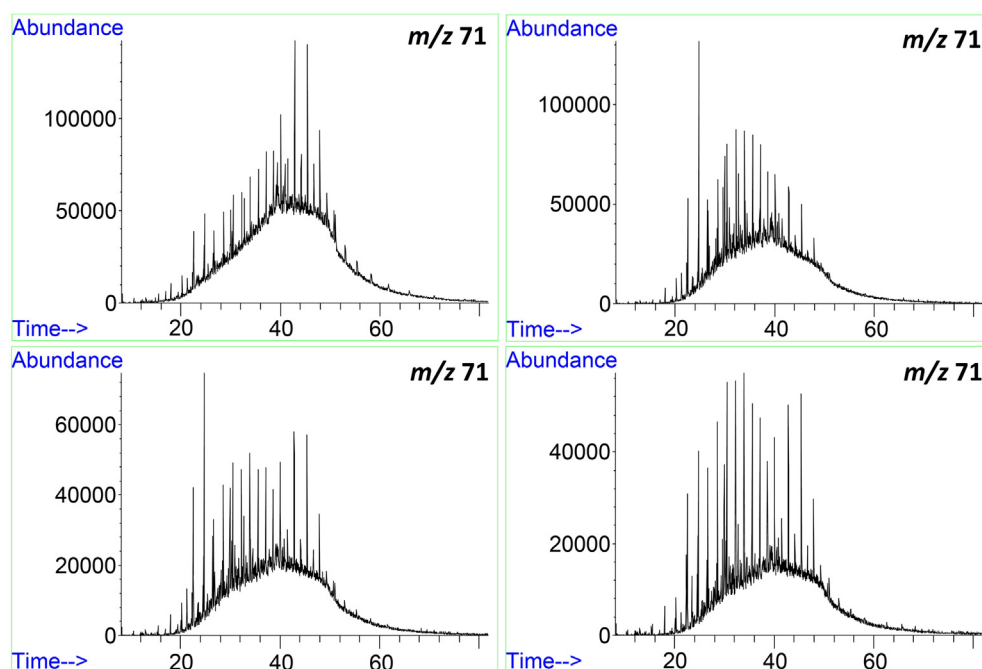 Abundance
m/z 71
100000
50000
0
20 40 60
Time-->
Abundance
m/z 71
100000
50000
0
20 40 60
Time-->
Abundance
m/z 71
60000
40000
20000
0
20 40 60
Time-->
Abundance
m/z 71
40000
20000
0
20 40 60
Time-->